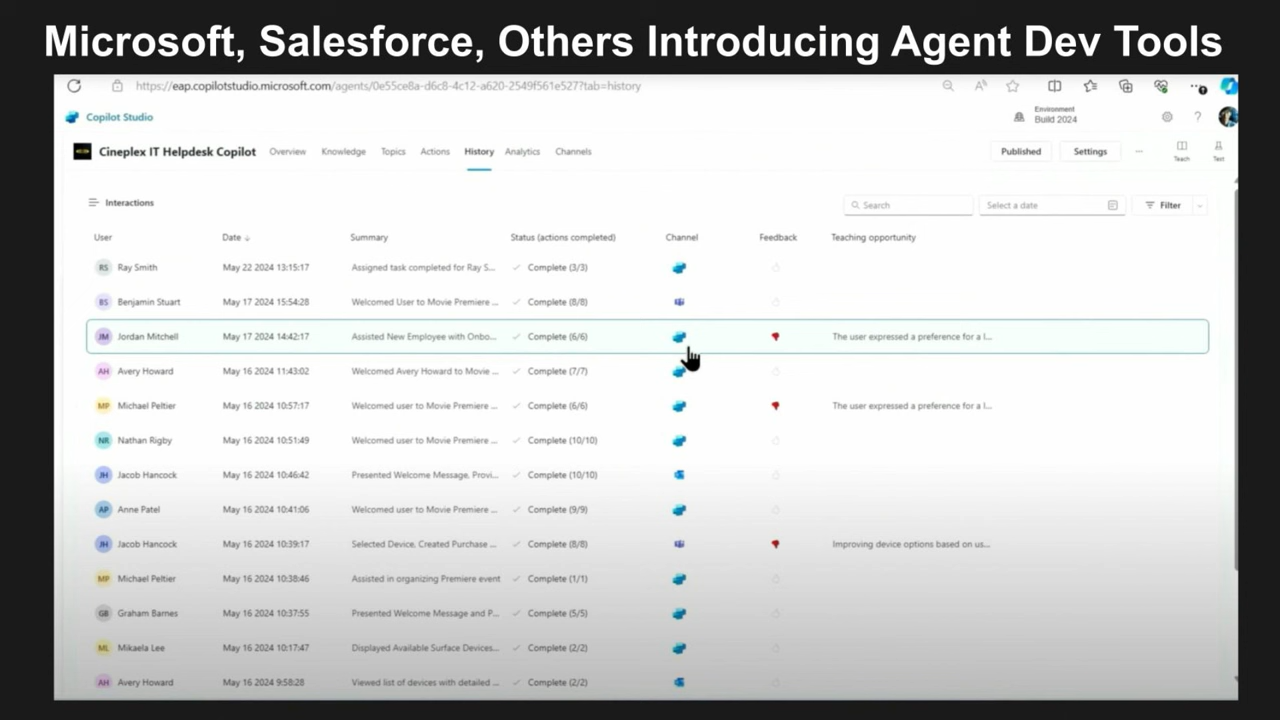 Microsoft, Salesforce, Others Introducing Agent Dev Tools
https://eap.copilotstudio.microsoft.com/agents/0e55ce8a-d6c8-4c12-a620-2549f561e527?tab=history
Copilot Studio
Environment
Build 2024
Cineplex IT Helpdesk Copilot Overview Knowledge Topics Actions History Analytics Channels Published Settings
Teach Test
Interactions Search Select a date Filter
User Date Summary Status (actions completed) Channel Feedback Teaching opportunity
RS Ray Smith May 22 2024 13:15:17 Assigned task completed for Ray S... Complete (3/3)
BS Benjamin Stuart May 17 2024 15:54:28 Welcomed User to Movie Premiere ... Complete (8/8)
JM Jordan Mitchell May 17 2024 14:42:17 Assisted New Employee with Onbo... Complete (6/6) The user expressed a preference for a l...
AH Avery Howard May 16 2024 11:43:02 Welcomed Avery Howard to Movie ... Complete (7/7)
MP Michael Peltier May 16 2024 10:57:17 Welcomed user to Movie Premiere ... Complete (6/6) The user expressed a preference for a l...
NR Nathan Rigby May 16 2024 10:51:49 Welcomed user to Movie Premiere ... Complete (10/10)
JH Jacob Hancock May 16 2024 10:46:42 Presented Welcome Message, Provi... Complete (10/10)
AP Anne Patel May 16 2024 10:41:06 Welcomed user to Movie Premiere ... Complete (9/9)
JH Jacob Hancock May 16 2024 10:39:17 Selected Device, Created Purchase ... Complete (8/8) Improving device options based on us...
MP Michael Peltier May 16 2024 10:38:46 Assisted in organizing Premiere event Complete (1/1)
GB Graham Barnes May 16 2024 10:37:55 Presented Welcome Message and P... Complete (5/5)
ML Mikaela Lee May 16 2024 10:17:47 Displayed Available Surface Devices... Complete (2/2)
AH Avery Howard May 16 2024 9:58:28 Viewed list of devices with detailed ... Complete (2/2)